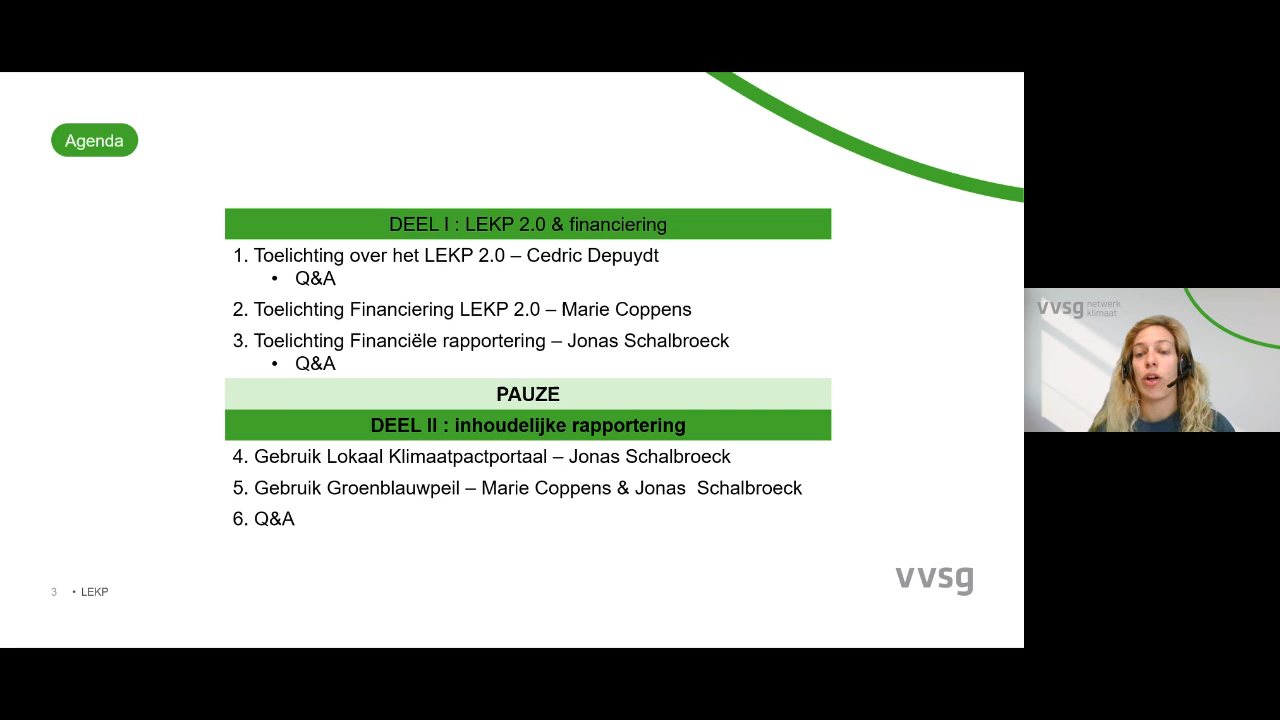 Agenda
DEEL I : LEKP 2.0 & financiering
1. Toelichting over het LEKP 2.0 – Cedric Depuydt
• Q&A
2. Toelichting Financiering LEKP 2.0 – Marie Coppens
3. Toelichting Financiële rapportering – Jonas Schalbroeck
• Q&A
PAUZE
DEEL II : inhoudelijke rapportering
4. Gebruik Lokaal Klimaatpactportaal – Jonas Schalbroeck
5. Gebruik Groenblauwpeil – Marie Coppens & Jonas  Schalbroeck
6. Q&A
3 • LEKP
vvsg
vvsg netwerk
klimaat